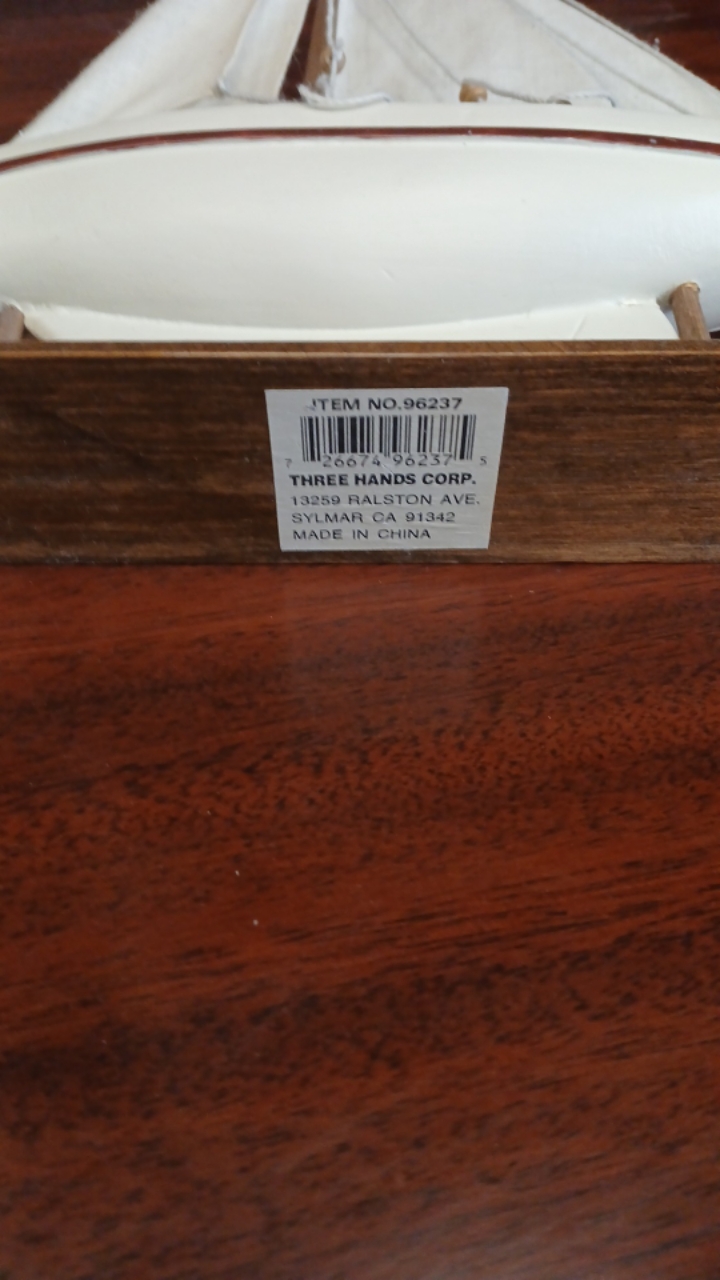 ITEM NO.96237
7 26674 96237 5
THREE HANDS CORP.
13259 RALSTON AVE.
SYLMAR CA 91342
MADE IN CHINA